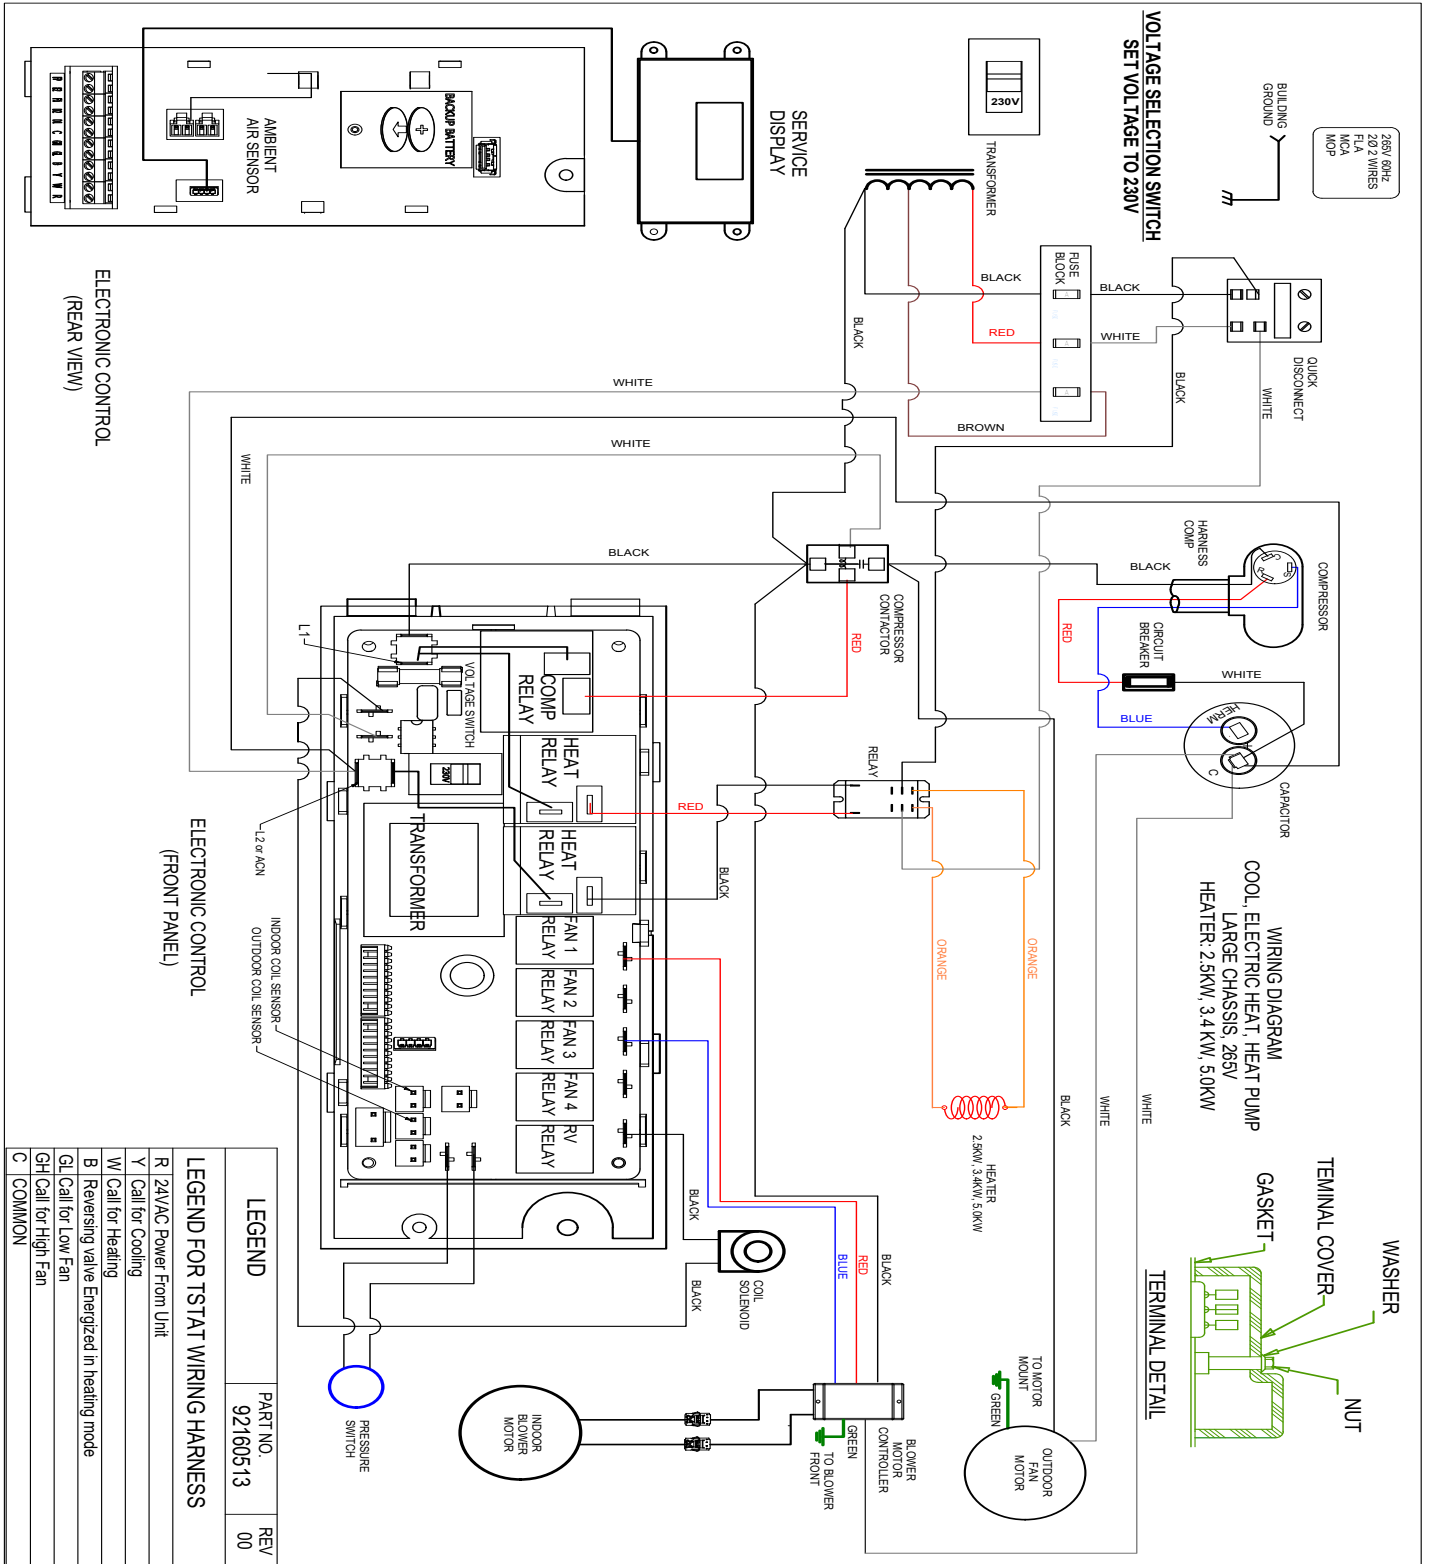 265V 60Hz
2Ø 2 WIRES
FLA
MCA
MOP
BUILDING
GROUND
VOLTAGE SELECTION SWITCH
SET VOLTAGE TO 230V
230V
TRANSFORMER
SERVICE
DISPLAY
BACKUP BATTERY
+
AMBIENT
AIR SENSOR
ELECTRONIC CONTROL
(REAR VIEW)
FUSE
BLOCK
BLACK
RED
BLACK
WHITE
BROWN
BLACK
WHITE
WHITE
WHITE
BLACK
WHITE
QUICK
DISCONNECT
BLACK
BLACK
HARNESS
COMP
COMPRESSOR
C
S
R
RED
CIRCUIT
BREAKER
WHITE
BLUE
HERM
C
CAPACITOR
COMPRESSOR
CONTACTOR
RED
L1
VOLTAGE SWITCH
COMP
RELAY
HEAT
RELAY
HEAT
RELAY
230V
TRANSFORMER
L2 or ACN
FAN 1
RELAY
FAN 2
RELAY
FAN 3
RELAY
FAN 4
RELAY
RV
RELAY
ELECTRONIC CONTROL
(FRONT PANEL)
INDOOR COIL SENSOR
OUTDOOR COIL SENSOR
RELAY
RED
BLACK
ORANGE
ORANGE
HEATER
2.5KW, 3.4KW, 5.0KW
BLACK
WHITE
WHITE
WIRING DIAGRAM
COOL, ELECTRIC HEAT, HEAT PUMP
LARGE CHASSIS, 265V
HEATER: 2.5KW, 3.4 KW, 5.0KW
BLACK
BLACK
COIL
SOLENOID
BLUE
RED
BLACK
PRESSURE
SWITCH
INDOOR
BLOWER
MOTOR
BLOWER
MOTOR
CONTROLLER
GREEN
TO BLOWER
FRONT
TO MOTOR
MOUNT
GREEN
OUTDOOR
FAN
MOTOR
WASHER
TEMINAL COVER
GASKET
NUT
TERMINAL DETAIL
LEGEND
PART NO.
92160513
REV
00
LEGEND FOR TSTAT WIRING HARNESS
R 24VAC Power From Unit
Y Call for Cooling
W Call for Heating
B Reversing valve Energized in heating mode
GL Call for Low Fan
GH Call for High Fan
C COMMON